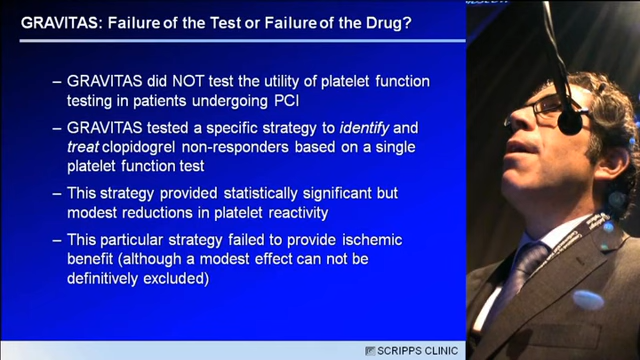 GRAVITAS: Failure of the Test or Failure of the Drug?
– GRAVITAS did NOT test the utility of platelet function
testing in patients undergoing PCI
– GRAVITAS tested a specific strategy to identify and
treat clopidogrel non-responders based on a single
platelet function test
– This strategy provided statistically significant but
modest reductions in platelet reactivity
– This particular strategy failed to provide ischemic
benefit (although a modest effect can not be
definitively excluded)
SCRIPPS CLINIC